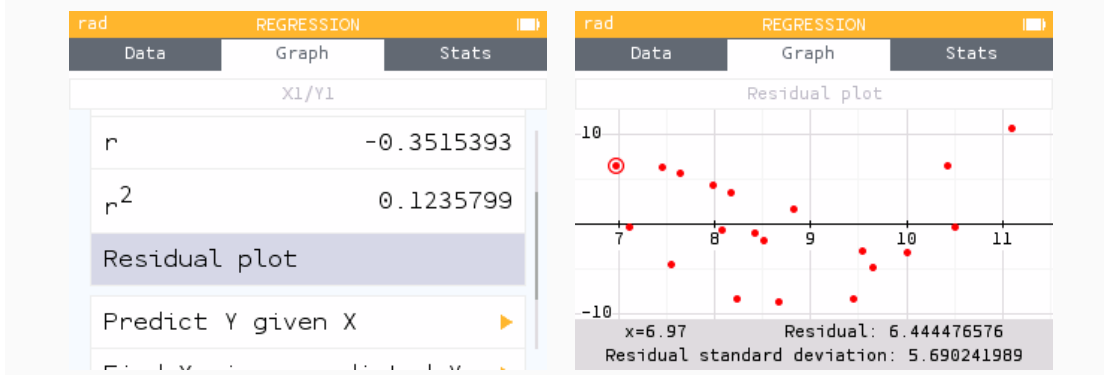 rad REGRESSION
Data Graph Stats
X1/Y1
r -0.3515393
r² 0.1235799
Residual plot
Predict Y given X
rad REGRESSION
Data Graph Stats
Residual plot
10
7 8 9 10 11
-10
x=6.97 Residual: 6.444476576
Residual standard deviation: 5.690241989